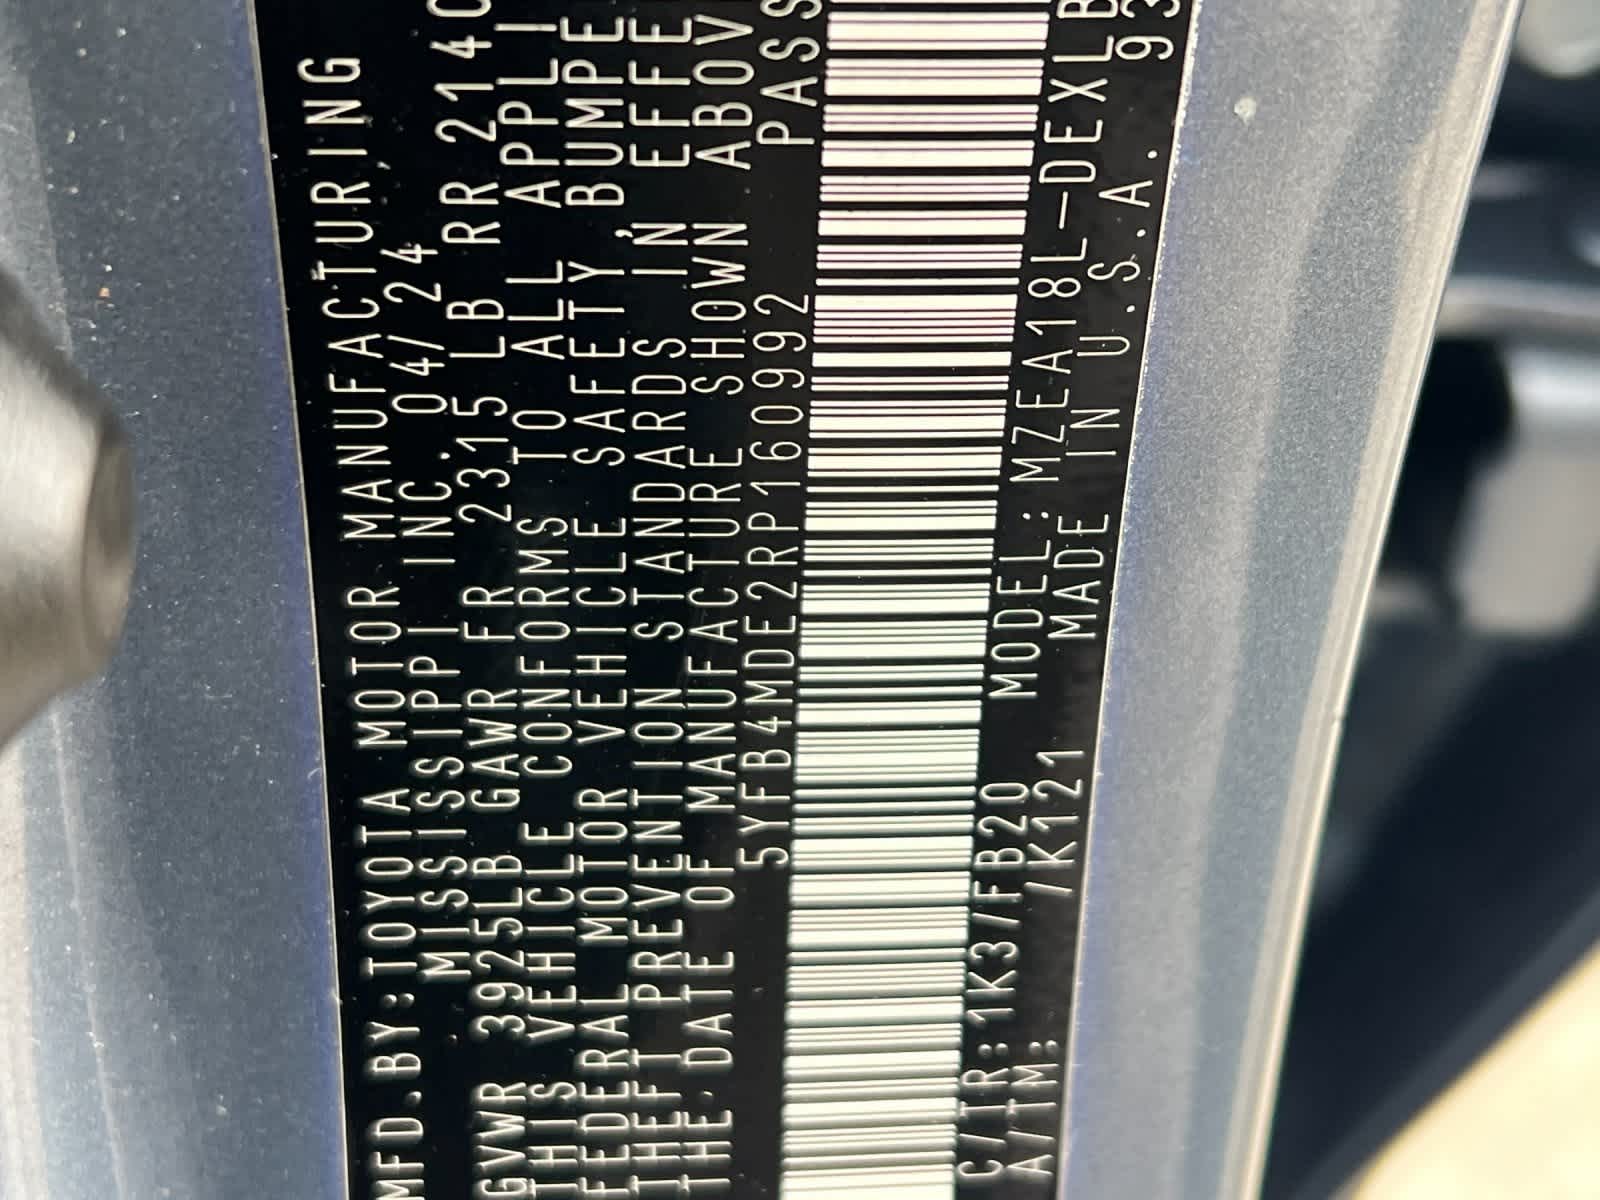 MFD.BY:TOYOTA MOTOR MANUFACTURING,
MISSISSIPPI INC. 04/24
GVWR 3925LB GAWR FR 2315 LB RR 2140
THIS VEHICLE CONFORMS TO ALL APPLI
FEDERAL MOTOR VEHICLE SAFETY, BUMPE
THEFT PREVENTION STANDARDS IN EFFE
THE DATE OF MANUFACTURE SHOWN ABOV
5YFB4MDE2RP160992 PASS
C/TR: 1K3/FB20 MODEL: MZEA18L-DEXLB
A/TM: /K121 MADE IN U.S.A. 93